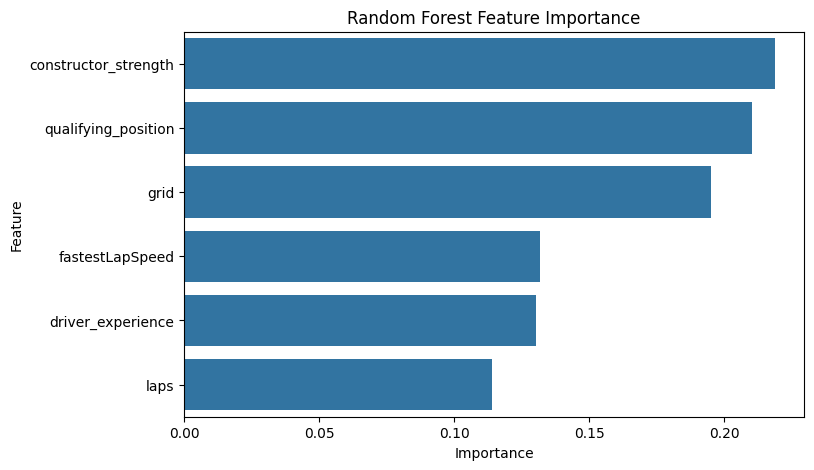 Random Forest Feature Importance
constructor_strength
qualifying_position
grid
fastestLapSpeed
driver_experience
laps
Feature
0.00 0.05 0.10 0.15 0.20
Importance